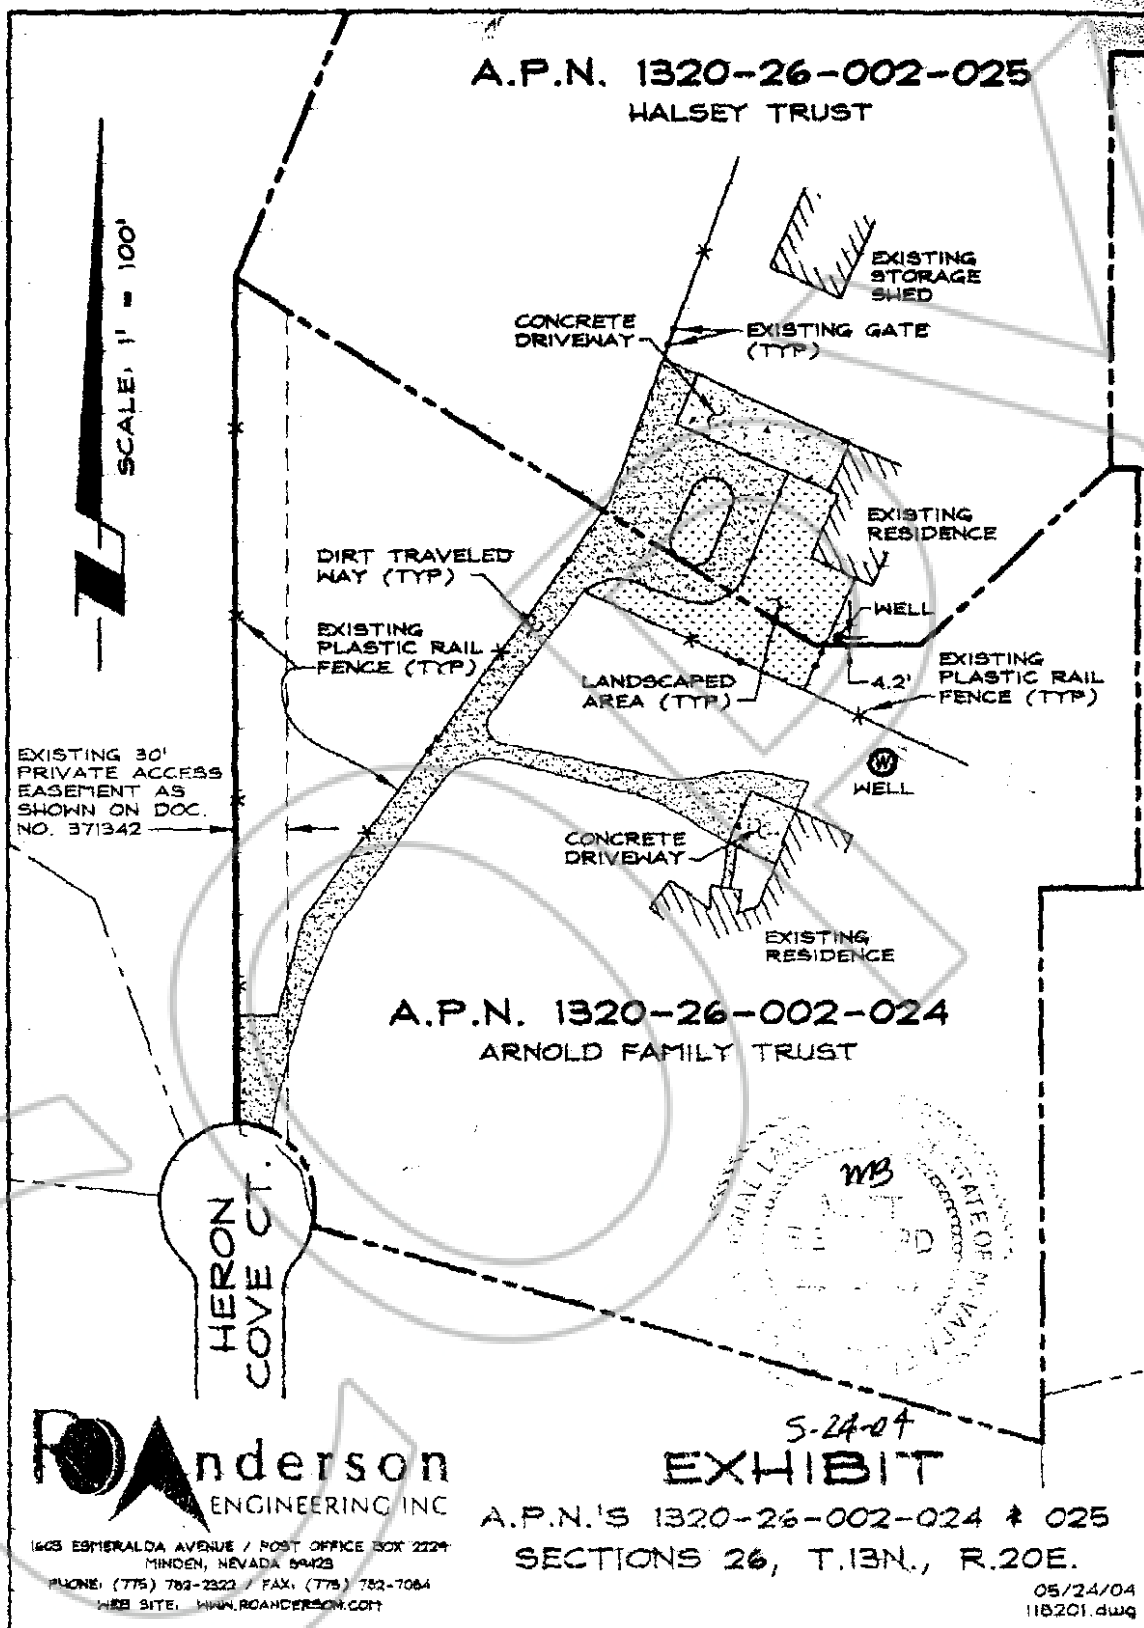 A.P.N. 1320-26-002-025
HALSEY TRUST
SCALE: 1" = 100'
EXISTING
STORAGE
SHED
CONCRETE
DRIVEWAY
EXISTING GATE
(TYP)
EXISTING
RESIDENCE
DIRT TRAVELED
WAY (TYP)
WELL
EXISTING
PLASTIC RAIL
FENCE (TYP)
LANDSCAPED
AREA (TYP)
4.2'
EXISTING
PLASTIC RAIL
FENCE (TYP)
EXISTING 30'
PRIVATE ACCESS
EASEMENT AS
SHOWN ON DOC.
NO. 371342
W
WELL
CONCRETE
DRIVEWAY
EXISTING
RESIDENCE
A.P.N. 1320-26-002-024
ARNOLD FAMILY TRUST
MB
STATE OF
HERON
COVE CT.
5-24-04
ROAnderson
ENGINEERING INC
1603 ESMERALDA AVENUE / POST OFFICE BOX 2229
MINDEN, NEVADA 89423
PHONE: (775) 782-2322 / FAX: (775) 782-7084
WEB SITE: WWW.ROANDERSON.COM
EXHIBIT
A.P.N.'S 1320-26-002-024 & 025
SECTIONS 26, T.13N., R.20E.
05/24/04
118201.dwg